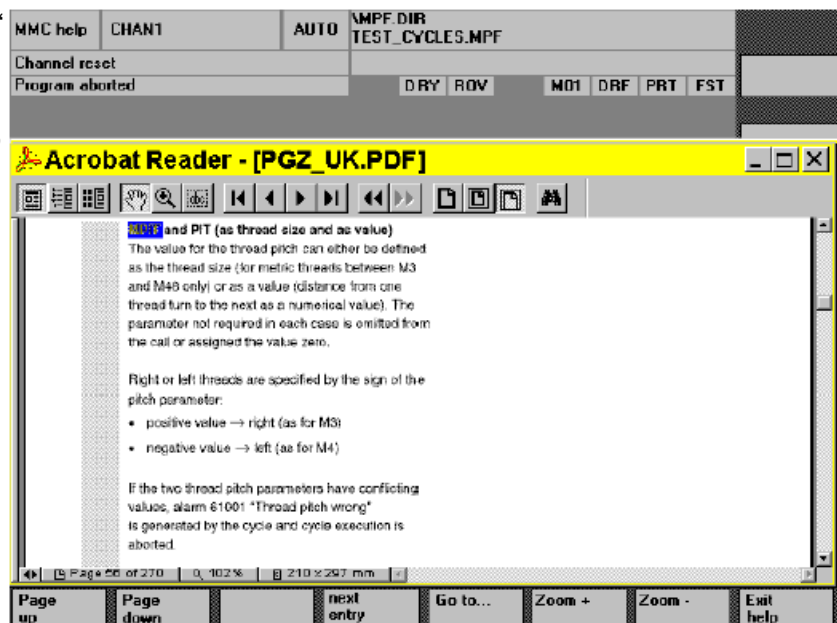 MMC help CHAN1 AUTO \MPF.DIR
TEST_CYCLES.MPF
Channel reset
Program aborted DRY ROV M01 DRF PRT FST
Acrobat Reader - [PGZ_UK.PDF]
and PIT (as thread size and as value)
The value for the thread pitch can either be defined
as the thread size (for metric threads between M3
and M48 only) or as a value (distance from one
thread turn to the next as a numerical value). The
parameter not required in each case is omitted from
the call or assigned the value zero.
Right or left threads are specified by the sign of the
pitch parameter:
• positive value → right (as for M3)
• negative value → left (as for M4)
If the two thread pitch parameters have conflicting
values, alarm 61001 "Thread pitch wrong"
is generated by the cycle and cycle execution is
aborted.
Page 56 of 270 102% 210 x 297 mm
Page up Page down next entry Go to... Zoom + Zoom - Exit help